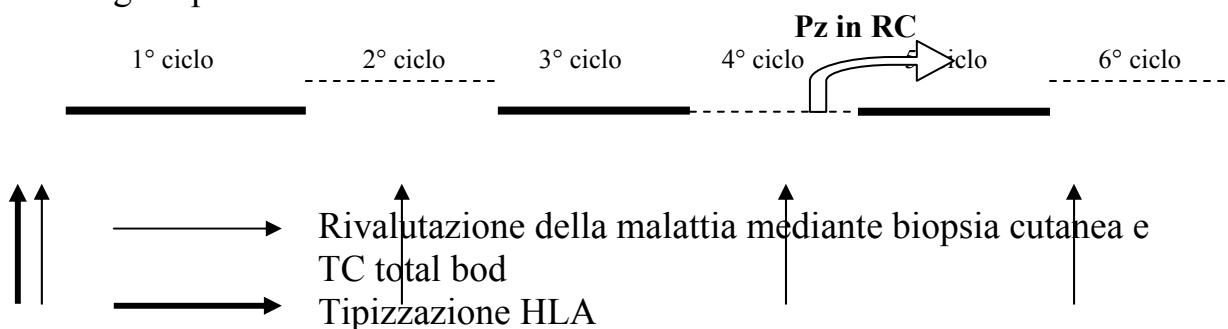 Pz in RC
1° ciclo 2° ciclo 3° ciclo 4° ciclo ciclo 6° ciclo
Rivalutazione della malattia mediante biopsia cutanea e
TC total bod
Tipizzazione HLA